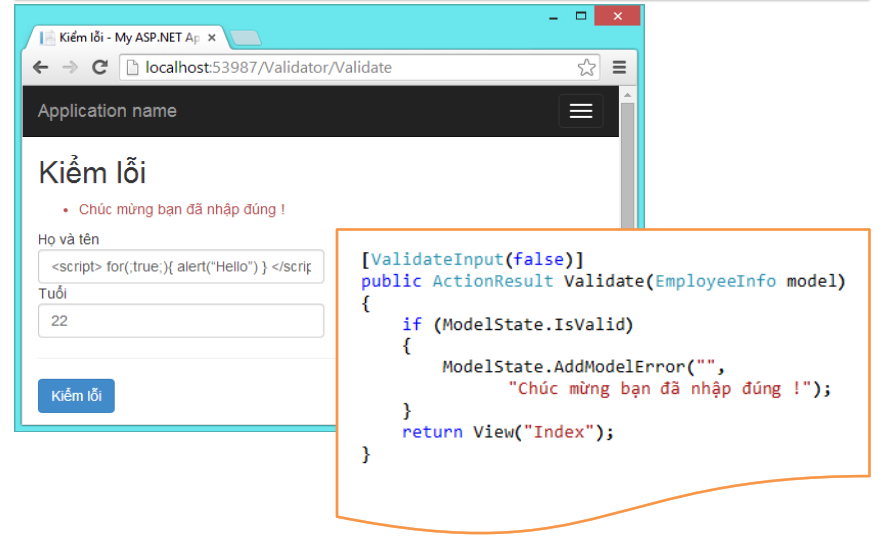 Kiểm lỗi - My ASP.NET Ap
localhost:53987/Validator/Validate
Application name
Kiểm lỗi
• Chúc mừng bạn đã nhập đúng !
Họ và tên
<script> for(;true;){ alert("Hello") } </scrip
Tuổi
22
Kiểm lỗi
[ValidateInput(false)]
public ActionResult Validate(EmployeeInfo model)
{
if (ModelState.IsValid)
{
ModelState.AddModelError("",
"Chúc mừng bạn đã nhập đúng !");
}
return View("Index");
}